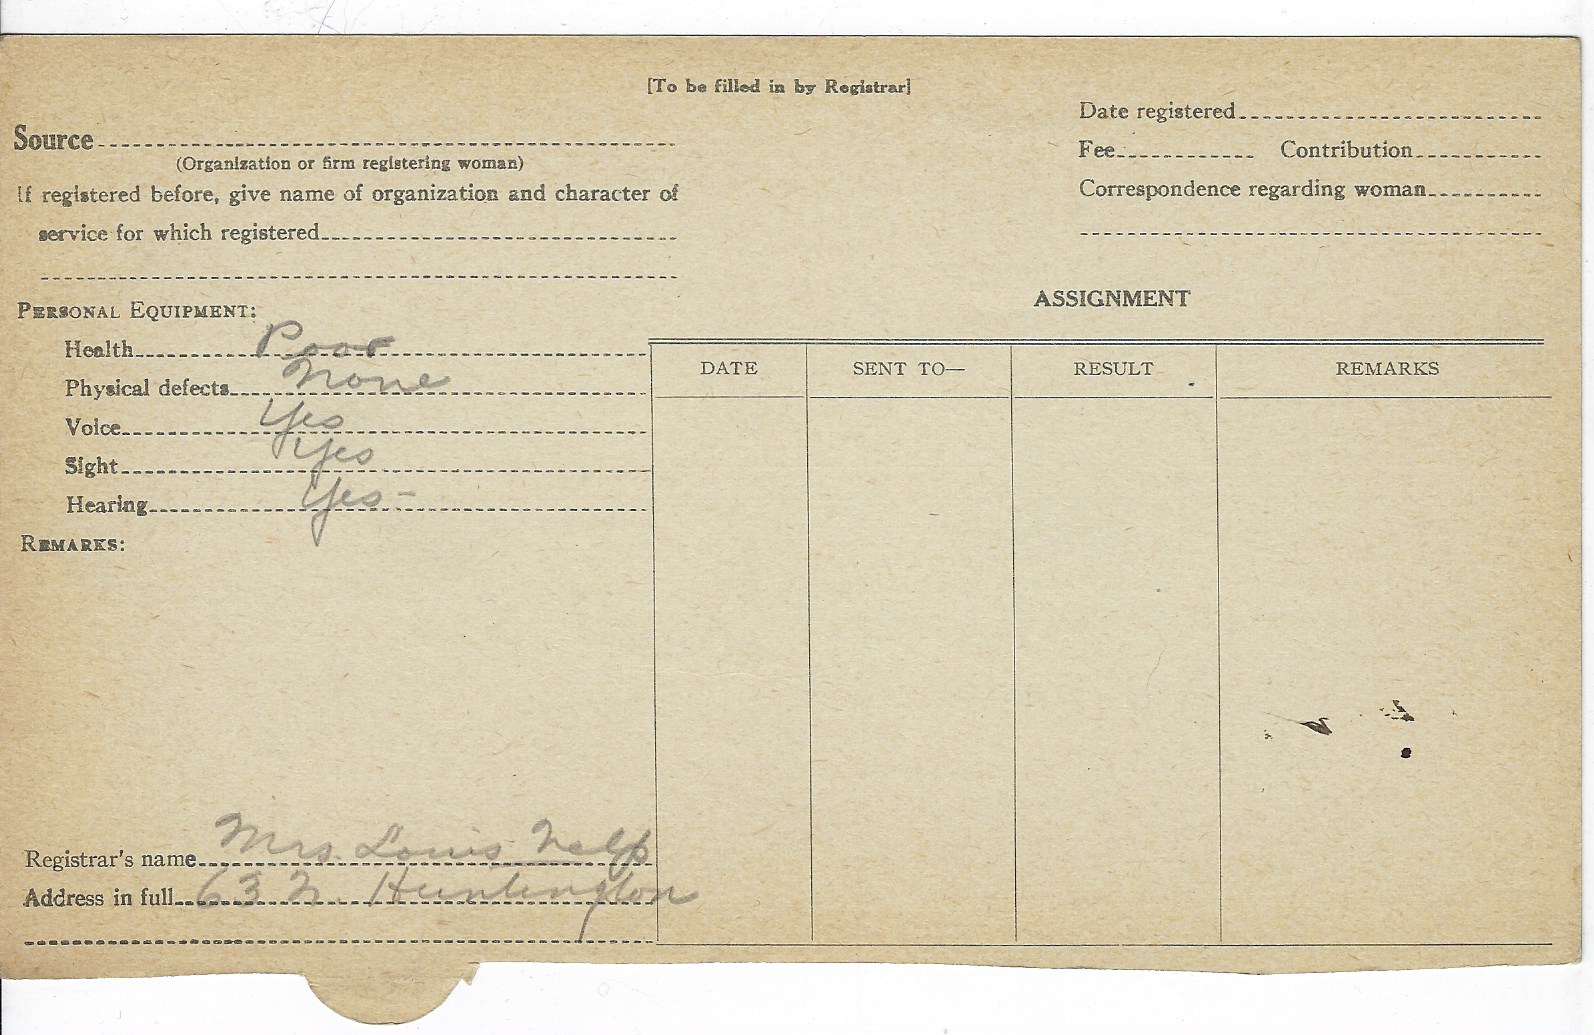 [To be filled in by Registrar]
Source
(Organization or firm registering woman)
If registered before, give name of organization and character of
service for which registered
Date registered
Fee Contribution
Correspondence regarding woman
PERSONAL EQUIPMENT:
Health Poor
Physical defects None
Voice Yes
Sight Yes
Hearing Yes-
REMARKS:
Registrar's name Mrs. Louis
Address in full 63 N. Huntington
ASSIGNMENT
DATE SENT TO— RESULT REMARKS